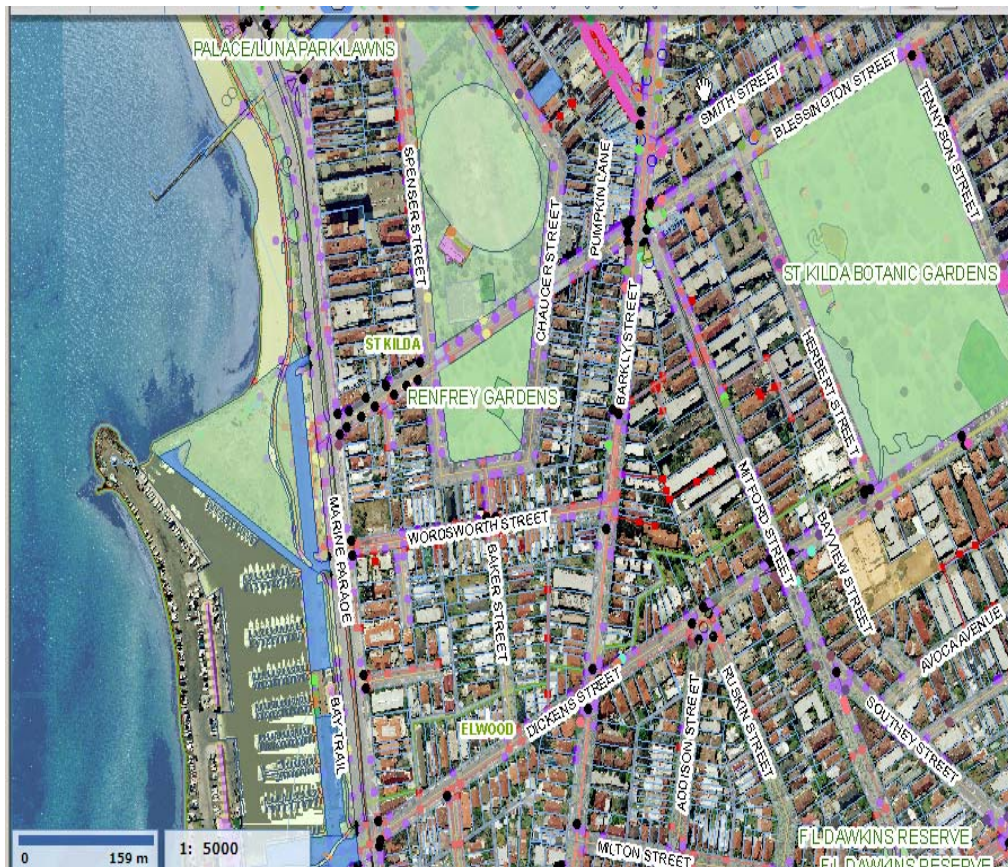 PALACE/LUNA PARK LAWNS
SMITH STREET
BLESSINGTON STREET
TENNYSON STREET
SPENSER STREET
PUMPKIN LANE
CHAUCER STREET
ST KILDA BOTANIC GARDENS
ST KILDA
BARKLY STREET
HERBERT STREET
RENFREY GARDENS
MARINE PARADE
WORDSWORTH STREET
BAKER STREET
MITFORD STREET
BAYVIEW STREET
AVOCA AVENUE
DICKENS STREET
ELWOOD
BAY TRAIL
ADDISON STREET
RUSKIN STREET
SOUTHEY STREET
F L DAWKINS RESERVE
MILTON STREET
F L DAWKINS RESERVE
0 159 m
1: 5000